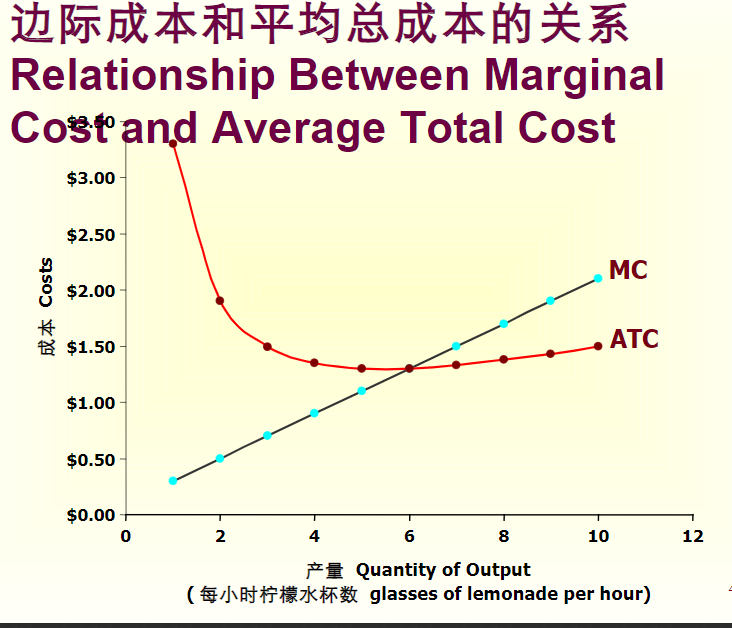 边际成本和平均总成本的关系
Relationship Between Marginal
Cost and Average Total Cost
$3.50
$3.00
$2.50
$2.00
$1.50
$1.00
$0.50
$0.00
成本 Costs
MC
ATC
0 2 4 6 8 10 12
产量 Quantity of Output
( 每小时柠檬水杯数 glasses of lemonade per hour)